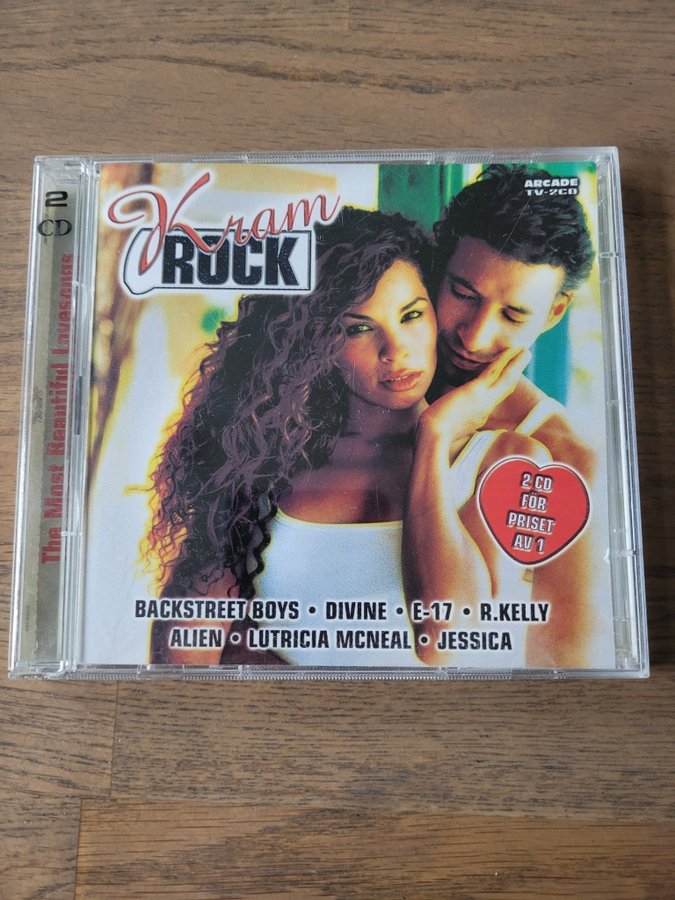 2
CD
The Most Beautiful Lovesongs
Kram
ROCK
ARCADE
TV-2CD
2 CD
FÖR
PRISET
AV 1
BACKSTREET BOYS • DIVINE • E-17 • R.KELLY
ALIEN • LUTRICIA MCNEAL • JESSICA